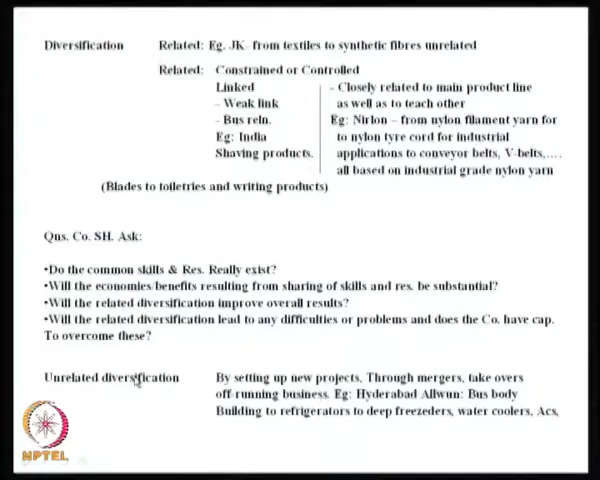 Diversification Related: Eg. JK from textiles to synthetic fibres unrelated
Related: Constrained or Controlled
Linked - Closely related to main product line
- Weak link as well as to teach other
- Bus reln. Eg: Nirlon – from nylon filament yarn for
Eg: India to nylon tyre cord for industrial
Shaving products. applications to conveyor belts, V-belts,....
all based on industrial grade nylon yarn
(Blades to toiletries and writing products)
Qns. Co. SH. Ask:
•Do the common skills & Res. Really exist?
•Will the economies/benefits resulting from sharing of skills and res. be substantial?
•Will the related diversification improve overall results?
•Will the related diversification lead to any difficulties or problems and does the Co. have cap.
To overcome these?
Unrelated diversification By setting up new projects, Through mergers, take overs
off running business. Eg: Hyderabad Allwun: Bus body
Building to refrigerators to deep freezeders, water coolers, Acs,
NPTEL